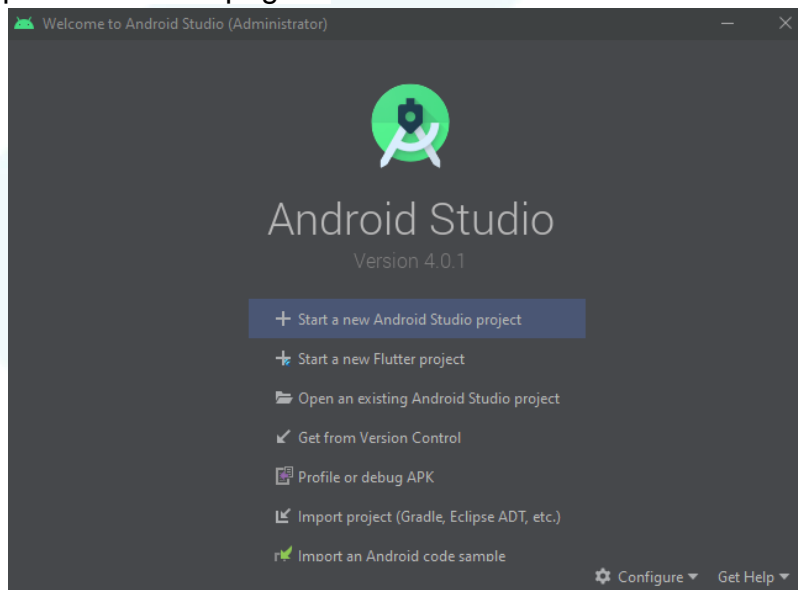 Welcome to Android Studio (Administrator)
Android Studio
Version 4.0.1
Start a new Android Studio project
Start a new Flutter project
Open an existing Android Studio project
Get from Version Control
Profile or debug APK
Import project (Gradle, Eclipse ADT, etc.)
Import an Android code sample
Configure Get Help